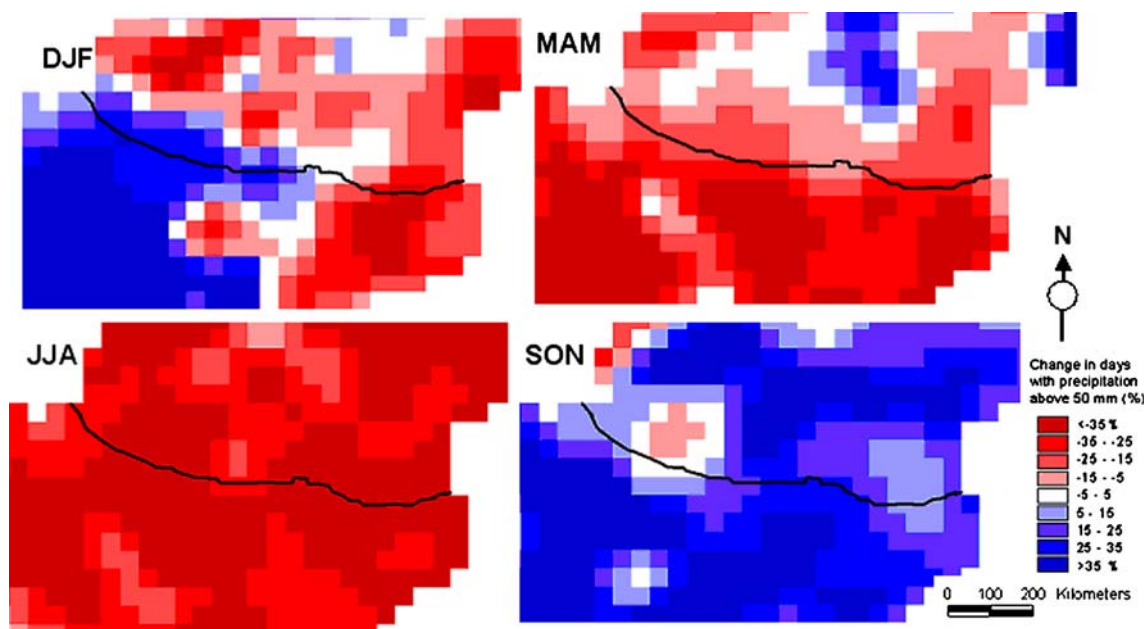 DJF
MAM
N
JJA
SON
Change in days
with precipitation
above 50 mm (%)
<-35 %
-35 - -25
-25 - -15
-15 - -5
-5 - 5
5 - 15
15 - 25
25 - 35
>35 %
0 100 200 Kilometers